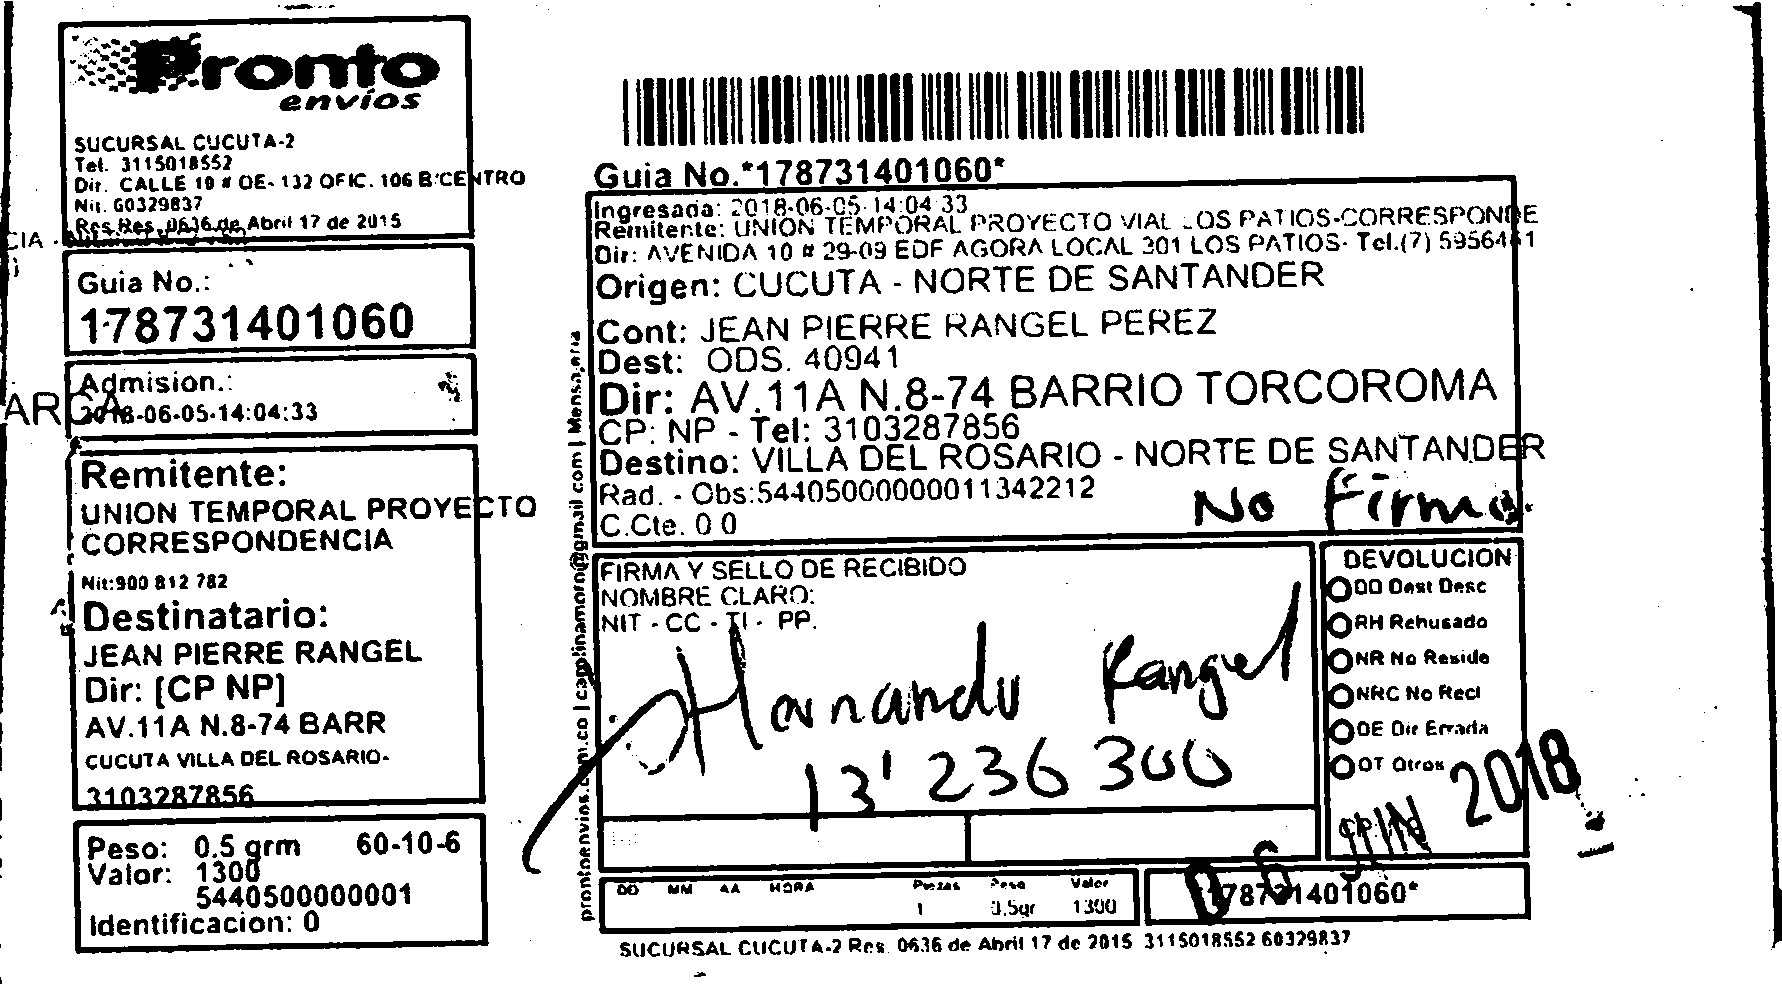 Pronto
envíos
SUCURSAL CUCUTA-2
Tel. 3115018552
Dir. CALLE 10 # OE-132 OFIC. 106 B'CENTRO
Nit. 60329837
Res Res. 0636 de Abril 17 de 2015
CIA
Guia No.:
178731401060
Admision.:
2018-06-05-14:04:33
ARCA
Remitente:
UNION TEMPORAL PROYECTO
CORRESPONDENCIA
Nit:900 812 782
Destinatario:
JEAN PIERRE RANGEL
Dir: [CP NP]
AV.11A N.8-74 BARR
CUCUTA VILLA DEL ROSARIO-
3103287856
Peso: 0.5 grm 60-10-6
Valor: 1300
5440500000001
Identificacion: 0
Guia No.*178731401060*
Ingresada: 2018-06-05-14:04:33
Remitente: UNION TEMPORAL PROYECTO VIAL LOS PATIOS-CORRESPONDE
Dir: AVENIDA 10 # 29-09 EDF AGORA LOCAL 201 LOS PATIOS- Tel.(7) 5956461
Origen: CUCUTA - NORTE DE SANTANDER
Cont: JEAN PIERRE RANGEL PEREZ
Dest: ODS. 40941
Dir: AV.11A N.8-74 BARRIO TORCOROMA
CP: NP - Tel: 3103287856
Destino: VILLA DEL ROSARIO - NORTE DE SANTANDER
Rad. - Obs:54405000000011342212
No Firma.
C.Cte. 0 0
FIRMA Y SELLO DE RECIBIDO
NOMBRE CLARO:
NIT - CC - TI - PP.
Hernando Rangel
13'236 300
DEVOLUCION
DD Dest Desc
RH Rehusado
NR No Reside
NRC No Recl
DE Dir Errada
OT Otros
06 JUN 2018
DD MM AA HORA Piezas Peso Valor
1 0.5gr 1300
*178731401060*
SUCURSAL CUCUTA-2 Res. 0636 de Abril 17 de 2015 3115018552 60329837